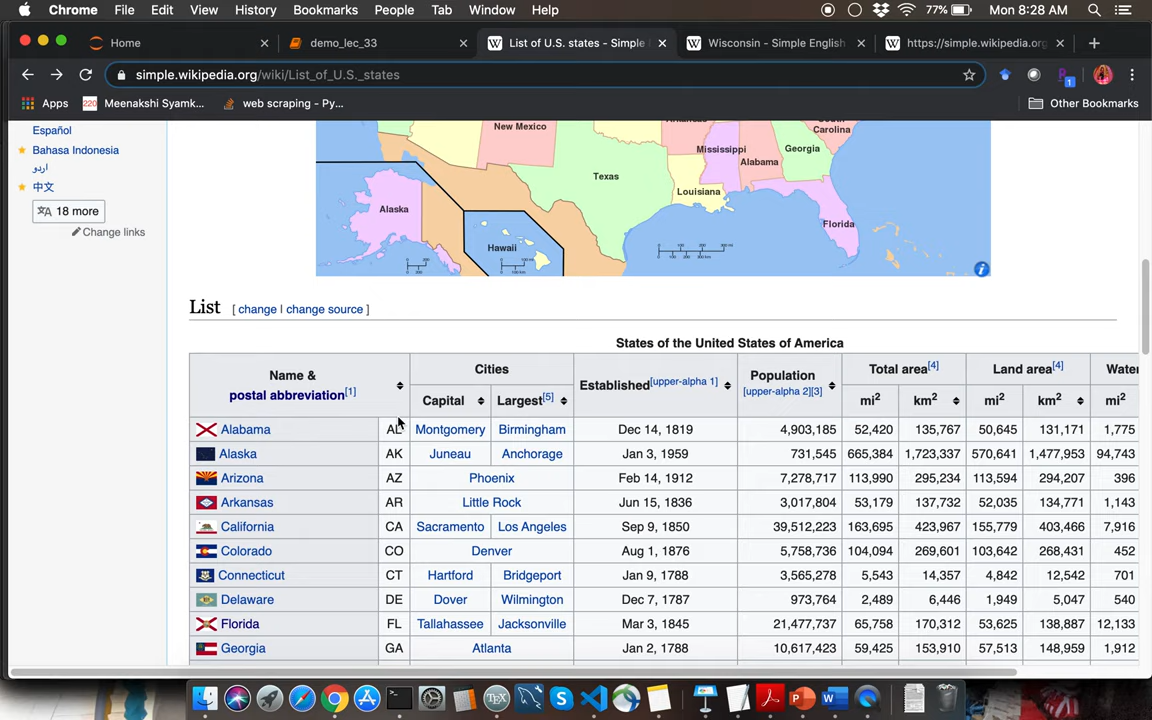 Chrome File Edit View History Bookmarks People Tab Window Help 77% Mon 8:28 AM
Home demo_lec_33 List of U.S. states - Simple Wisconsin - Simple English https://simple.wikipedia.org
simple.wikipedia.org/wiki/List_of_U.S._states 1
Apps 220 Meenakshi Syamk... web scraping - Py... Other Bookmarks
Español
Bahasa Indonesia
اردو
中文
18 more
Change links
New Mexico
South Carolina
Mississippi
Alabama
Georgia
Texas
Louisiana
Alaska
Florida
Hawaii
List [ change | change source ]
States of the United States of America
Name & postal abbreviation[1] Cities Established[upper-alpha 1] Population [upper-alpha 2][3] Total area[4] Land area[4] Water
Capital Largest[5] mi2 km2 mi2 km2 mi2
Alabama AL Montgomery Birmingham Dec 14, 1819 4,903,185 52,420 135,767 50,645 131,171 1,775
Alaska AK Juneau Anchorage Jan 3, 1959 731,545 665,384 1,723,337 570,641 1,477,953 94,743
Arizona AZ Phoenix Feb 14, 1912 7,278,717 113,990 295,234 113,594 294,207 396
Arkansas AR Little Rock Jun 15, 1836 3,017,804 53,179 137,732 52,035 134,771 1,143
California CA Sacramento Los Angeles Sep 9, 1850 39,512,223 163,695 423,967 155,779 403,466 7,916
Colorado CO Denver Aug 1, 1876 5,758,736 104,094 269,601 103,642 268,431 452
Connecticut CT Hartford Bridgeport Jan 9, 1788 3,565,278 5,543 14,357 4,842 12,542 701
Delaware DE Dover Wilmington Dec 7, 1787 973,764 2,489 6,446 1,949 5,047 540
Florida FL Tallahassee Jacksonville Mar 3, 1845 21,477,737 65,758 170,312 53,625 138,887 12,133
Georgia GA Atlanta Jan 2, 1788 10,617,423 59,425 153,910 57,513 148,959 1,912